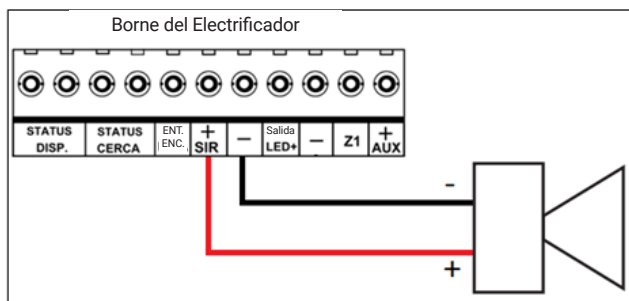 Borne del Electrificador
STATUS DISP.
STATUS CERCA
ENT. ENC.
+ SIR
–
Salida LED+
–
Z1
+ AUX
-
+